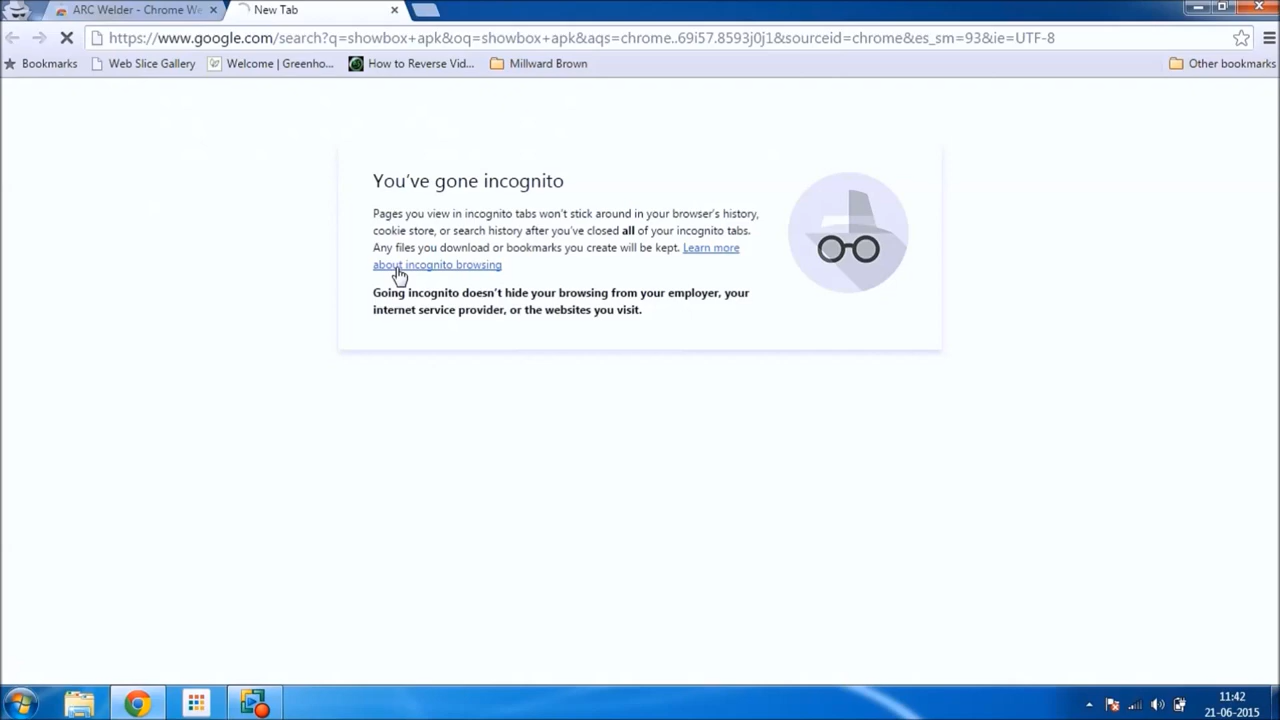 ARC Welder - Chrome We
New Tab
https://www.google.com/search?q=showbox+apk&oq=showbox+apk&aqs=chrome..69i57.8593j0j1&sourceid=chrome&es_sm=93&ie=UTF-8
Bookmarks
Web Slice Gallery
Welcome | Greenho...
How to Reverse Vid...
Millward Brown
Other bookmarks
You've gone incognito
Pages you view in incognito tabs won't stick around in your browser's history,
cookie store, or search history after you've closed all of your incognito tabs.
Any files you download or bookmarks you create will be kept. Learn more
about incognito browsing
Going incognito doesn't hide your browsing from your employer, your
internet service provider, or the websites you visit.
11:42
21-06-2015